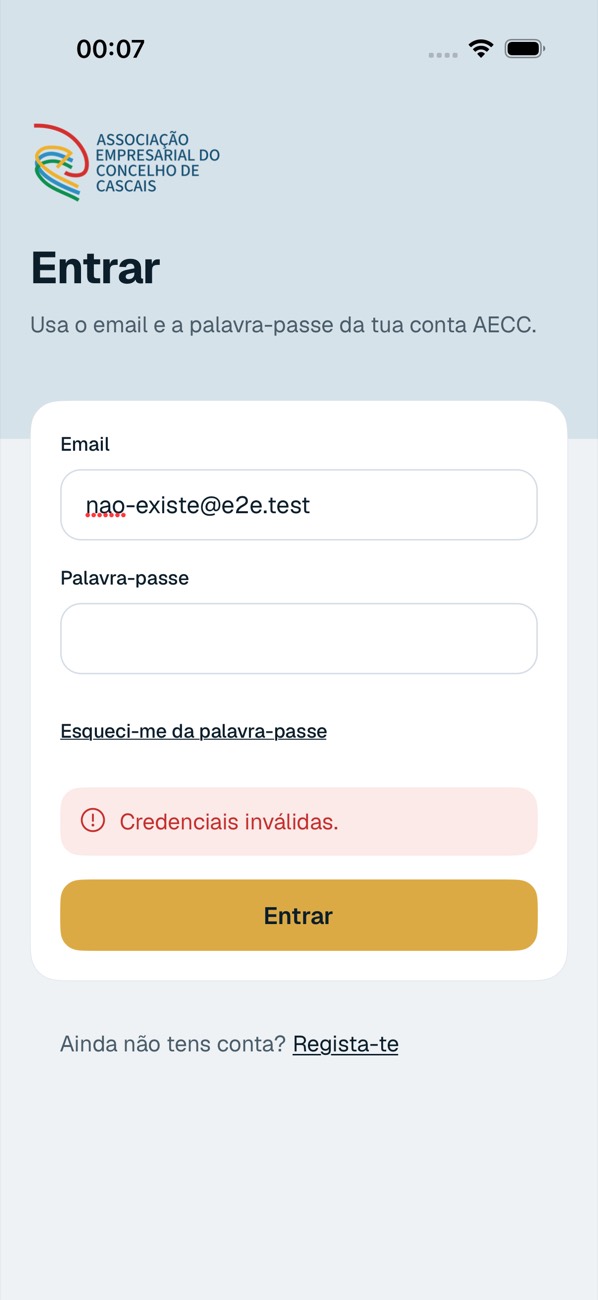 00:07
ASSOCIAÇÃO
EMPRESARIAL DO
CONCELHO DE
CASCAIS
Entrar
Usa o email e a palavra-passe da tua conta AECC.
Email
nao-existe@e2e.test
Palavra-passe
Esqueci-me da palavra-passe
Credenciais inválidas.
Entrar
Ainda não tens conta? Regista-te